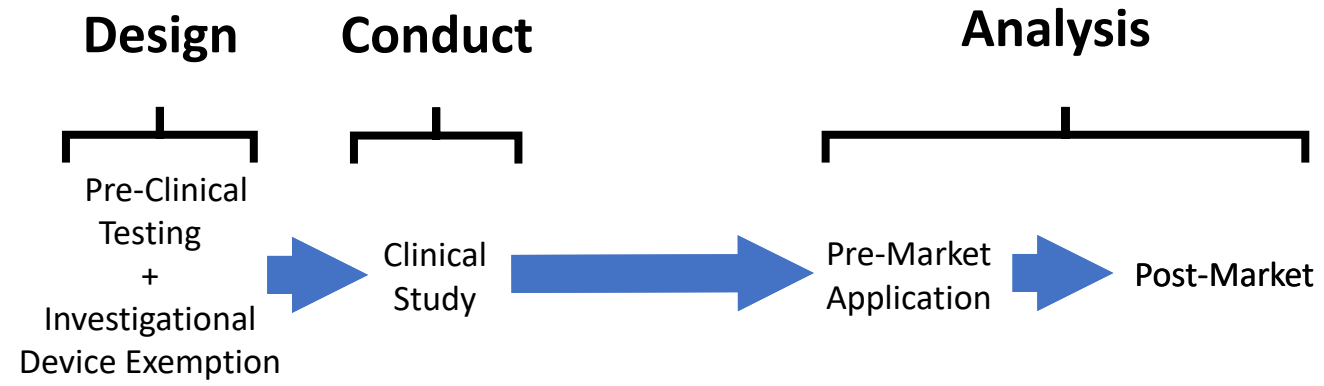 Design
Conduct
Analysis
Pre-Clinical
Testing
+
Investigational
Device Exemption
Clinical
Study
Pre-Market
Application
Post-Market